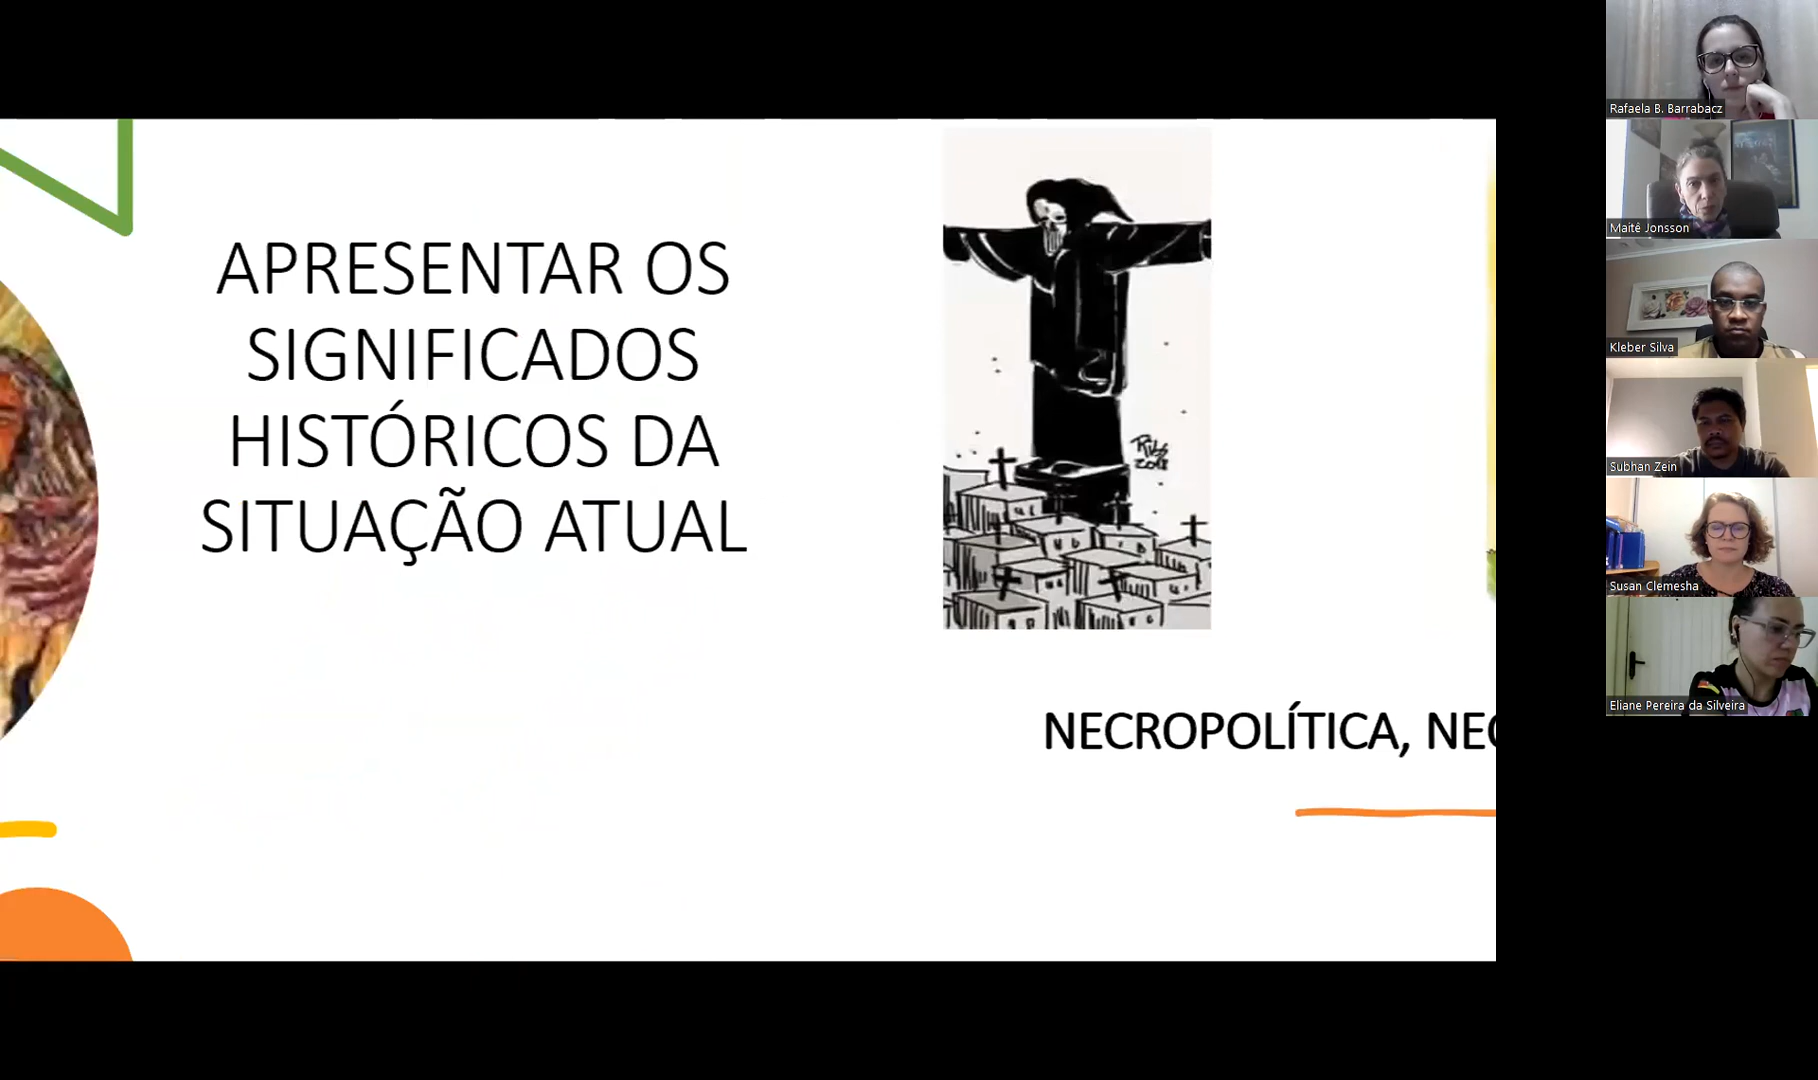 APRESENTAR OS
SIGNIFICADOS
HISTÓRICOS DA
SITUAÇÃO ATUAL
2018
NECROPOLÍTICA,
Rafaela B. Barrabacz
Maitê Jonsson
Kleber Silva
Subhan Zein
Susan Clemesha
Eliane Pereira da Silveira